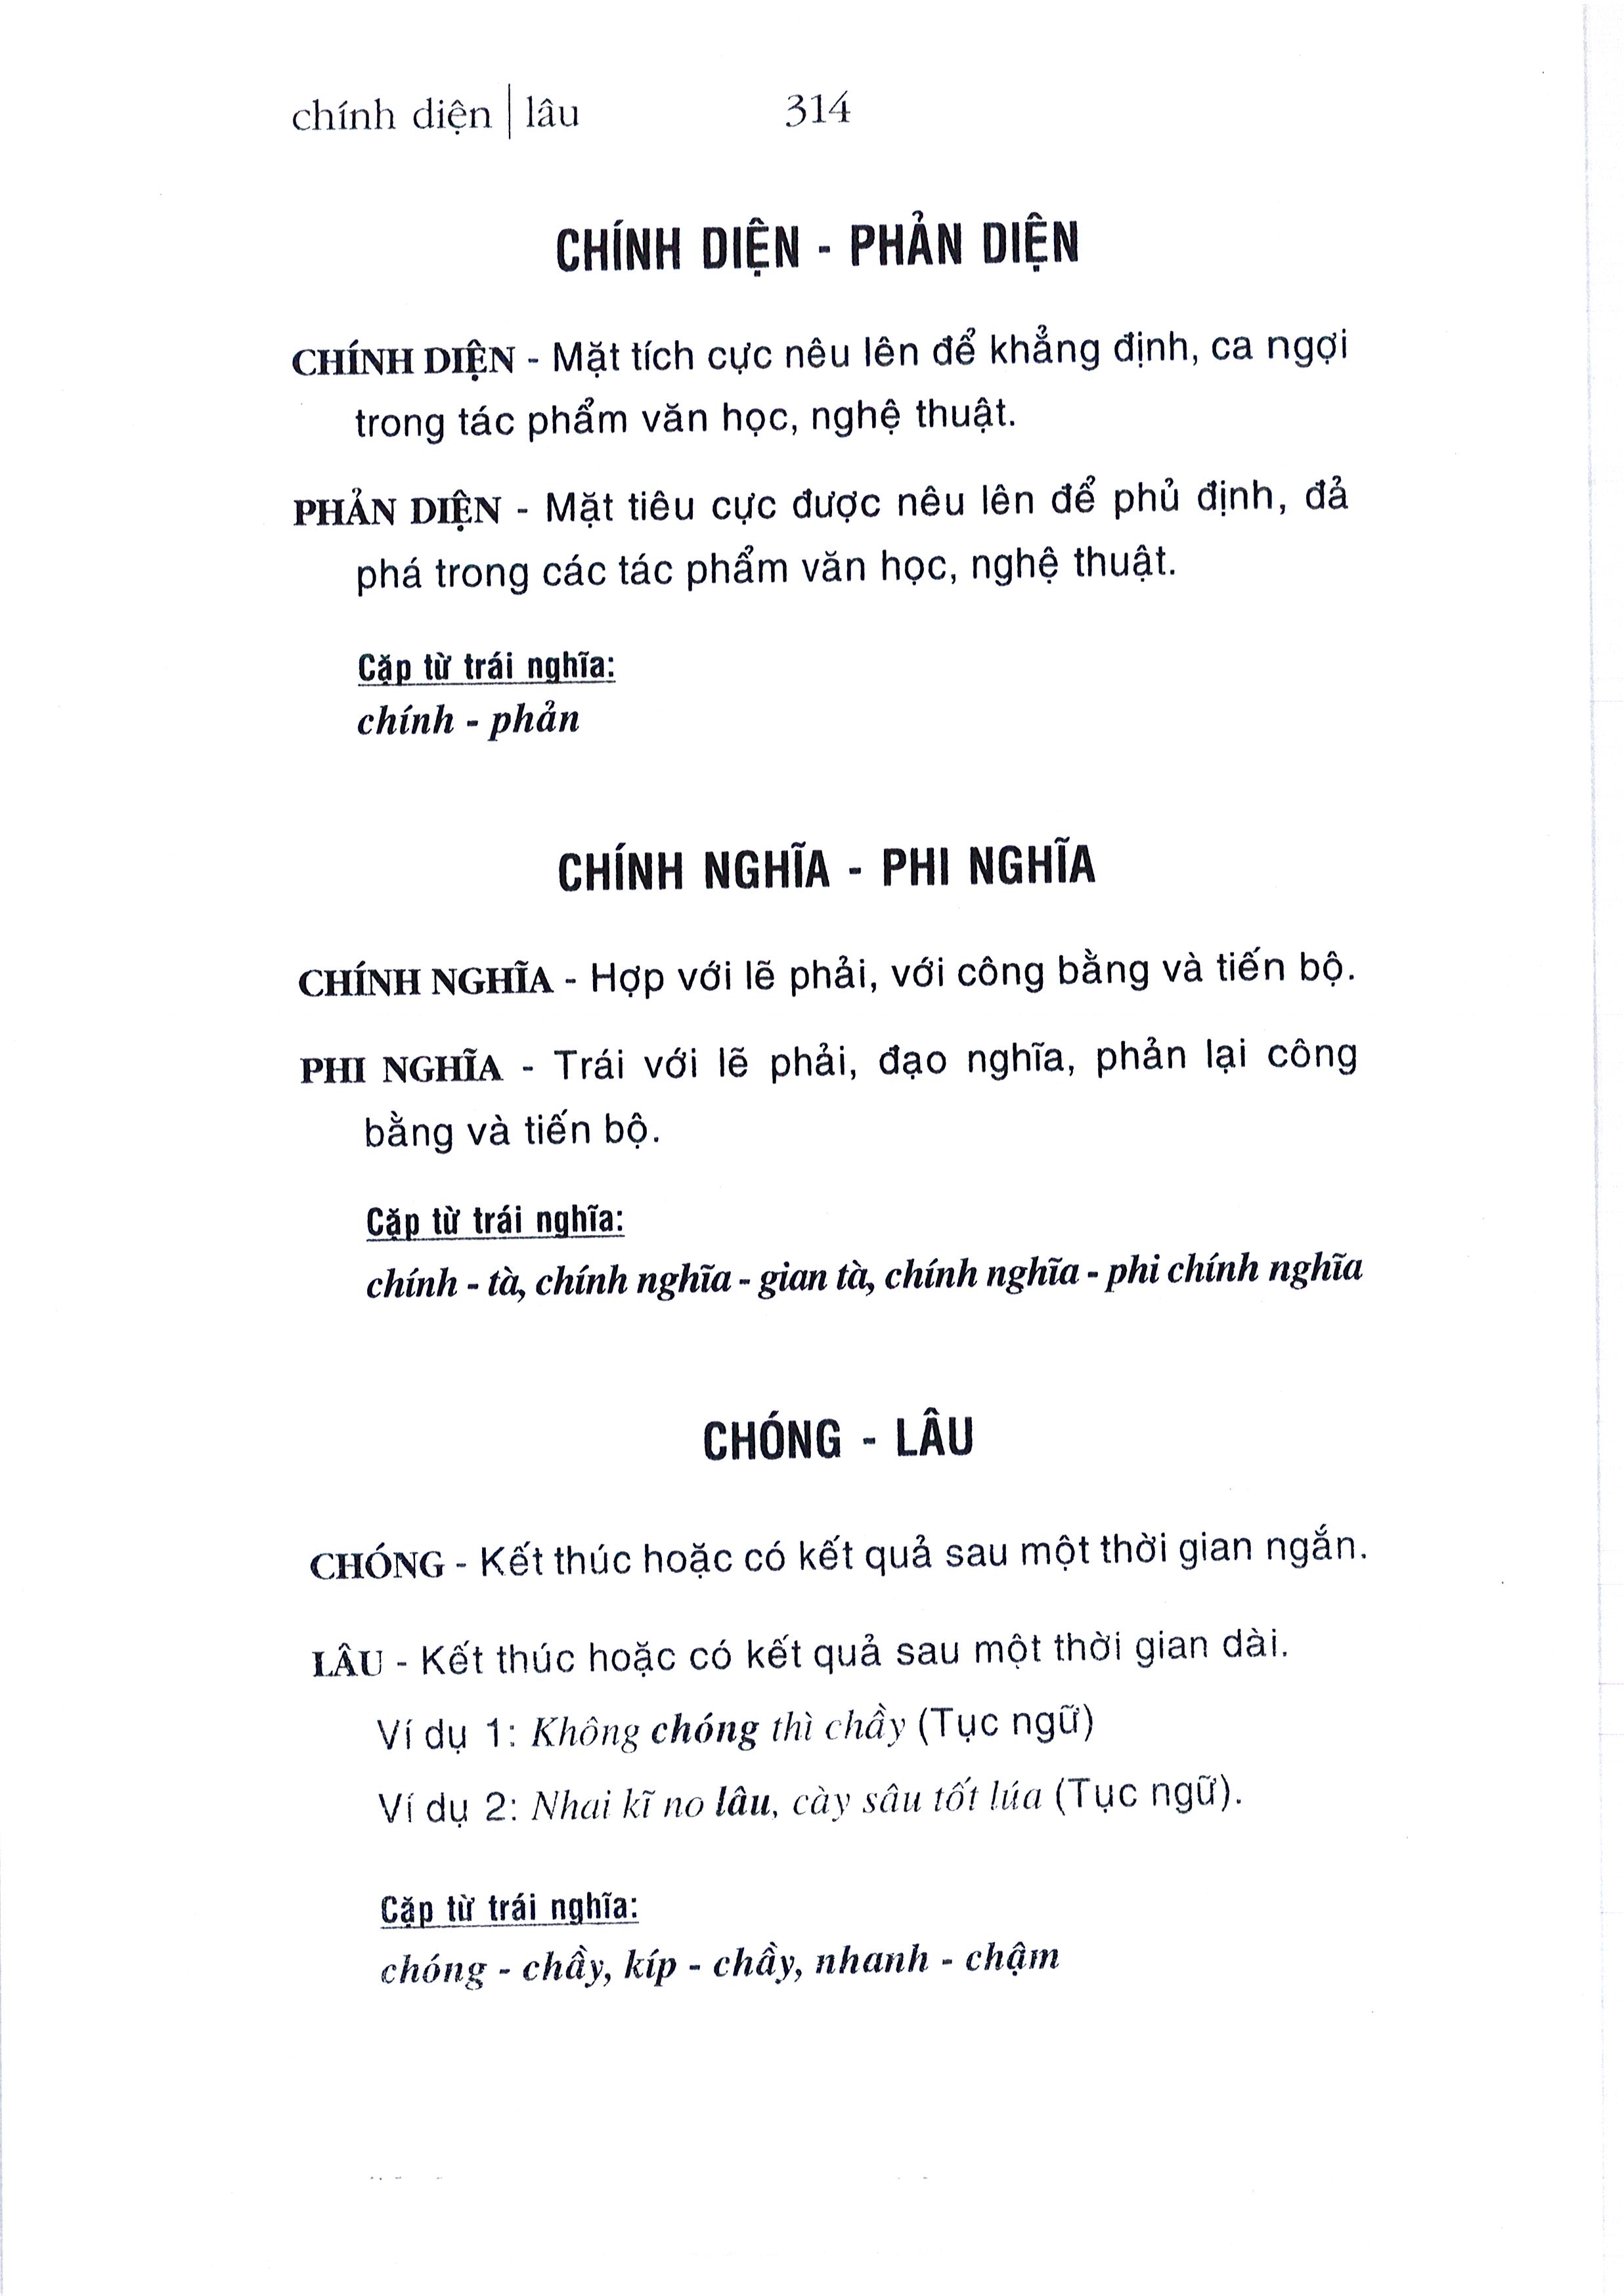 chính diện | lâu 314
CHÍNH DIỆN - PHẢN DIỆN
CHÍNH DIỆN - Mặt tích cực nêu lên để khẳng định, ca ngợi
trong tác phẩm văn học, nghệ thuật.
PHẢN DIỆN - Mặt tiêu cực được nêu lên để phủ định, đả
phá trong các tác phẩm văn học, nghệ thuật.
Cặp từ trái nghĩa:
chính - phản
CHÍNH NGHĨA - PHI NGHĨA
CHÍNH NGHĨA - Hợp với lẽ phải, với công bằng và tiến bộ.
PHI NGHĨA - Trái với lẽ phải, đạo nghĩa, phản lại công
bằng và tiến bộ.
Cặp từ trái nghĩa:
chính - tà, chính nghĩa - gian tà, chính nghĩa - phi chính nghĩa
CHÓNG - LÂU
CHÓNG - Kết thúc hoặc có kết quả sau một thời gian ngắn.
LÂU - Kết thúc hoặc có kết quả sau một thời gian dài.
Ví dụ 1: Không chóng thì chầy (Tục ngữ)
Ví dụ 2: Nhai kĩ no lâu, cày sâu tốt lúa (Tục ngữ).
Cặp từ trái nghĩa:
chóng - chầy, kíp - chầy, nhanh - chậm